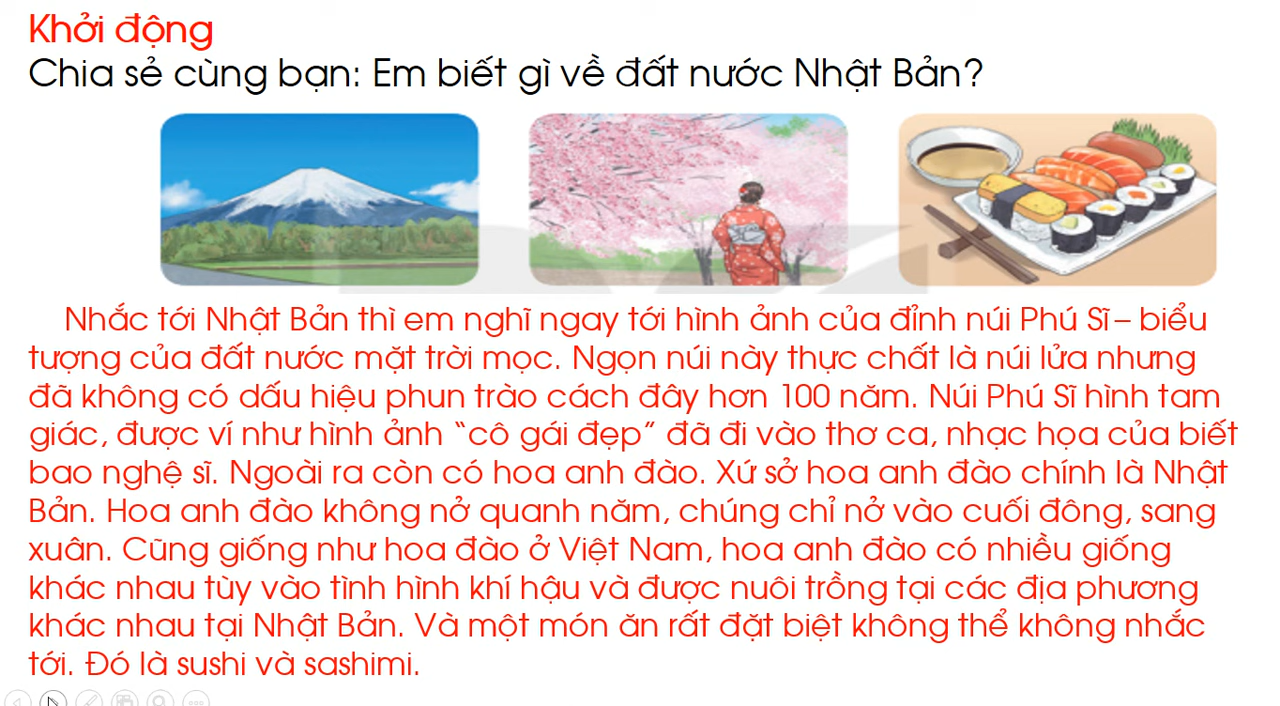 Khởi động
Chia sẻ cùng bạn: Em biết gì về đất nước Nhật Bản?
Nhắc tới Nhật Bản thì em nghĩ ngay tới hình ảnh của đỉnh núi Phú Sĩ – biểu
tượng của đất nước mặt trời mọc. Ngọn núi này thực chất là núi lửa nhưng
đã không có dấu hiệu phun trào cách đây hơn 100 năm. Núi Phú Sĩ hình tam
giác, được ví như hình ảnh “cô gái đẹp” đã đi vào thơ ca, nhạc họa của biết
bao nghệ sĩ. Ngoài ra còn có hoa anh đào. Xứ sở hoa anh đào chính là Nhật
Bản. Hoa anh đào không nở quanh năm, chúng chỉ nở vào cuối đông, sang
xuân. Cũng giống như hoa đào ở Việt Nam, hoa anh đào có nhiều giống
khác nhau tùy vào tình hình khí hậu và được nuôi trồng tại các địa phương
khác nhau tại Nhật Bản. Và một món ăn rất đặt biệt không thể không nhắc
tới. Đó là sushi và sashimi.